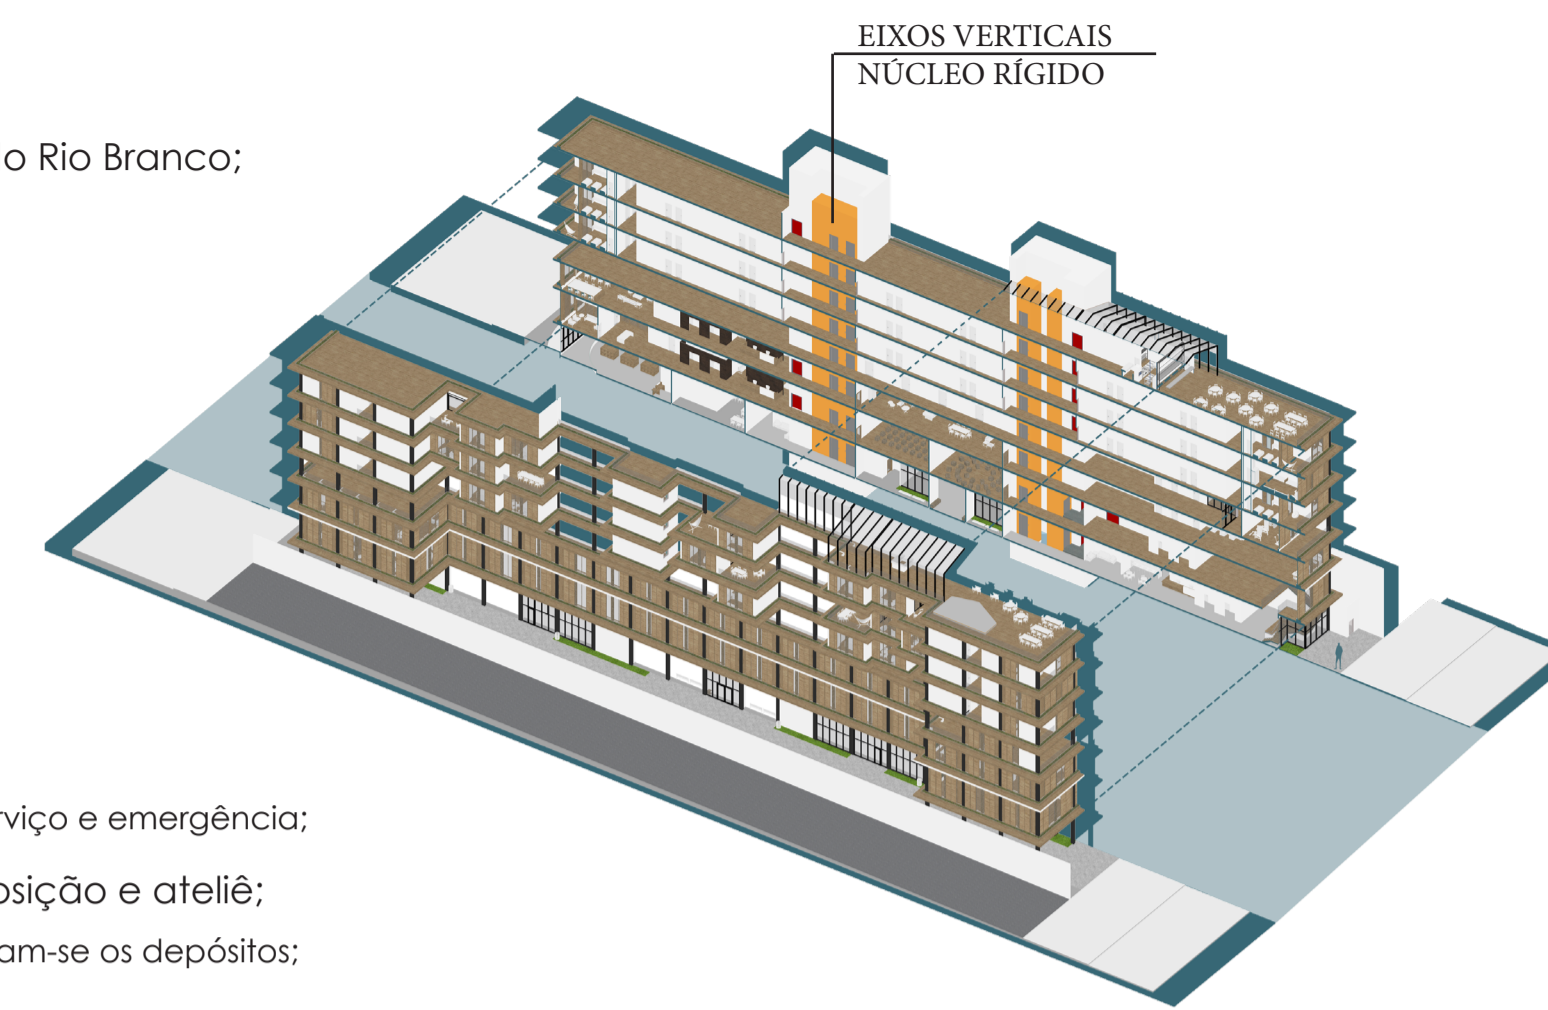 EIXOS VERTICAIS
NÚCLEO RÍGIDO
o Rio Branco;
rviço e emergência;
osição e ateliê;
am-se os depósitos;